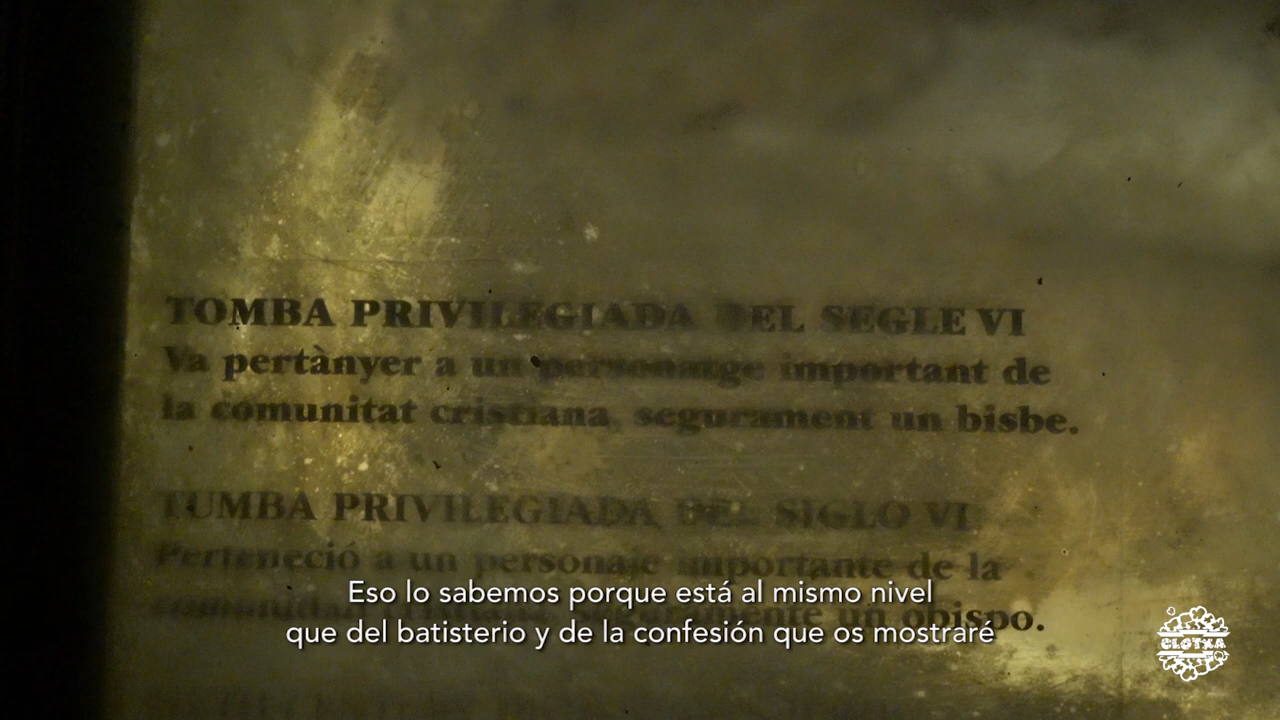 TOMBA PRIVILEGIADA DEL SEGLE VI
Va pertànyer a un personatge important de
la comunitat cristiana, segurament un bisbe.
TUMBA PRIVILEGIADA DEL SIGLO VI
Perteneció a un personaje importante de la
un obispo.
Eso lo sabemos porque está al mismo nivel
que del batisterio y de la confesión que os mostraré
CLOTXA